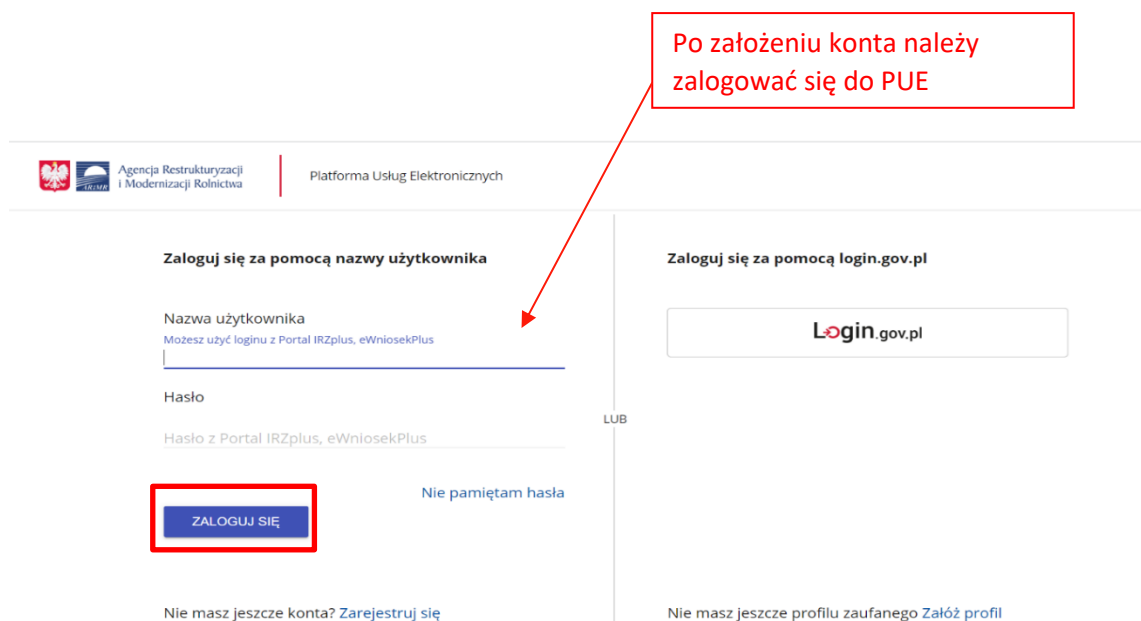 Po założeniu konta należy
zalogować się do PUE
ARiMR
Agencja Restrukturyzacji
i Modernizacji Rolnictwa
Platforma Usług Elektronicznych
Zaloguj się za pomocą nazwy użytkownika
Nazwa użytkownika
Możesz użyć loginu z Portal IRZplus, eWniosekPlus
Hasło
Hasło z Portal IRZplus, eWniosekPlus
Nie pamiętam hasła
ZALOGUJ SIĘ
Nie masz jeszcze konta? Zarejestruj się
LUB
Zaloguj się za pomocą login.gov.pl
Login.gov.pl
Nie masz jeszcze profilu zaufanego Załóż profil